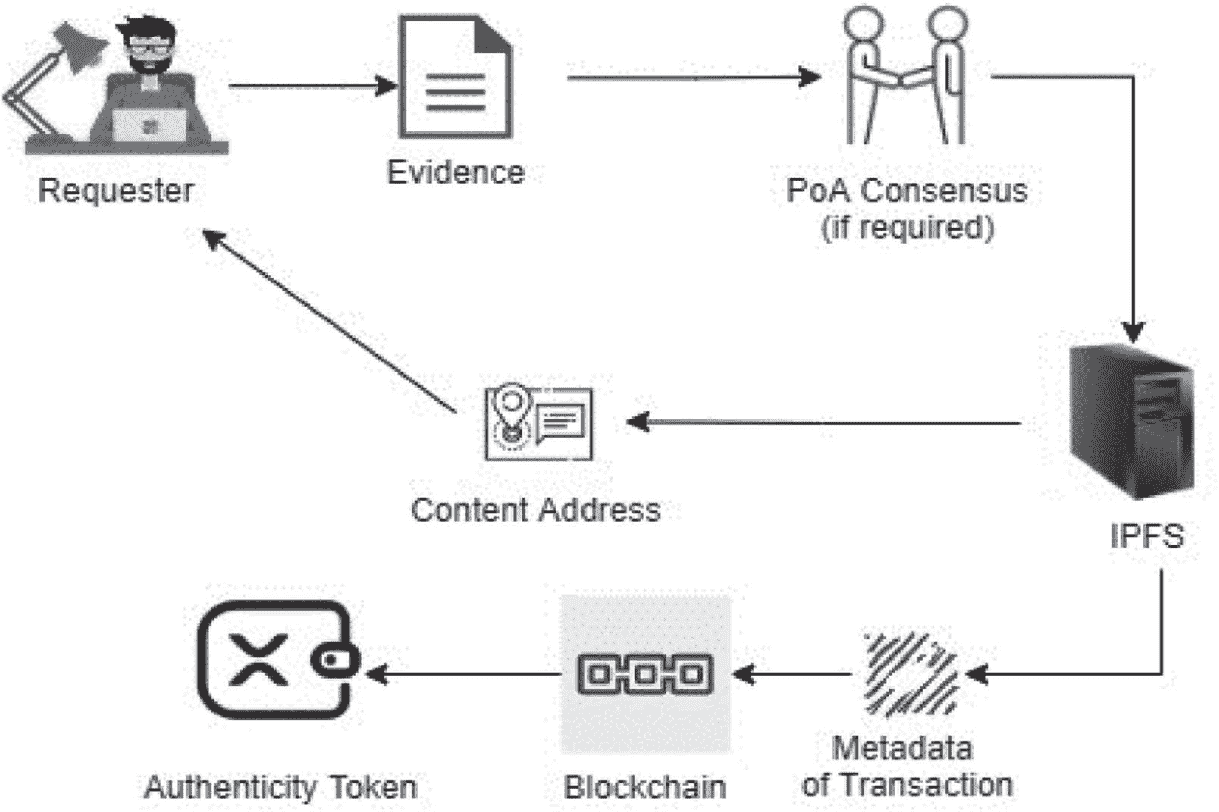 Requester
Evidence
PoA Consensus
(if required)
Content Address
IPFS
Authenticity Token
Blockchain
Metadata
of Transaction